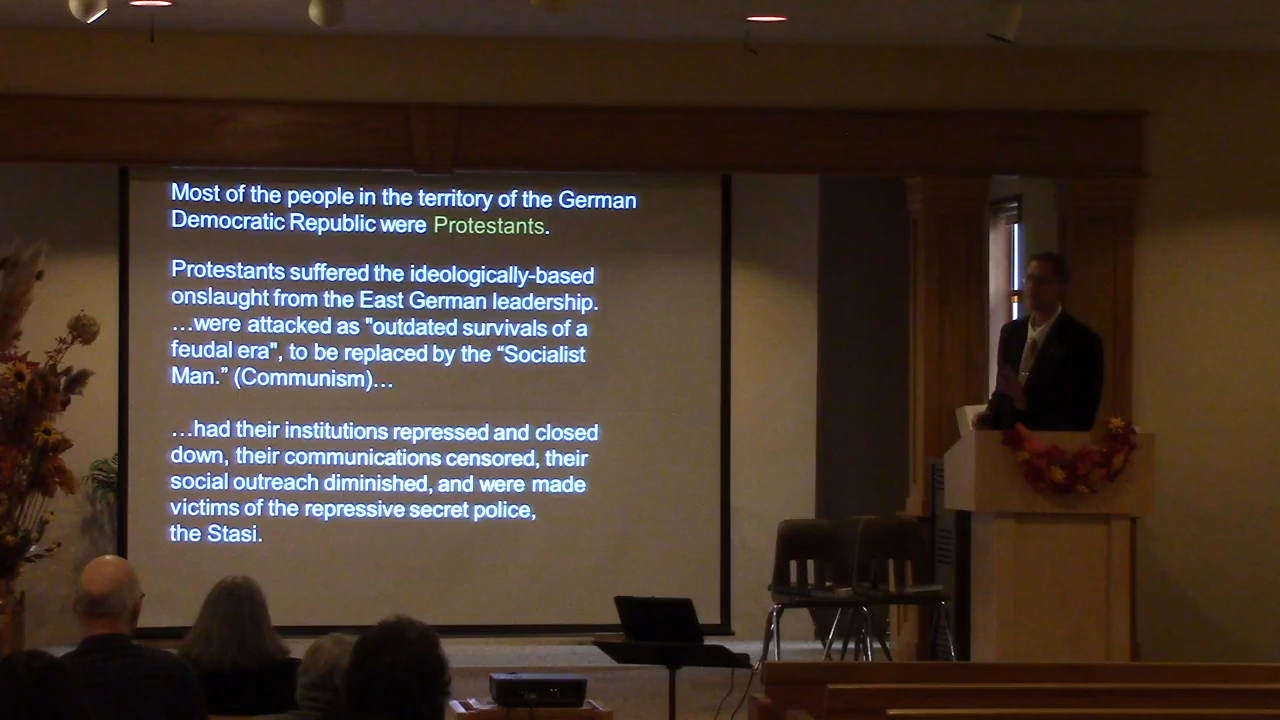 Most of the people in the territory of the German
Democratic Republic were Protestants.
Protestants suffered the ideologically-based
onslaught from the East German leadership.
…were attacked as "outdated survivals of a
feudal era", to be replaced by the “Socialist
Man.” (Communism)…
…had their institutions repressed and closed
down, their communications censored, their
social outreach diminished, and were made
victims of the repressive secret police,
the Stasi.